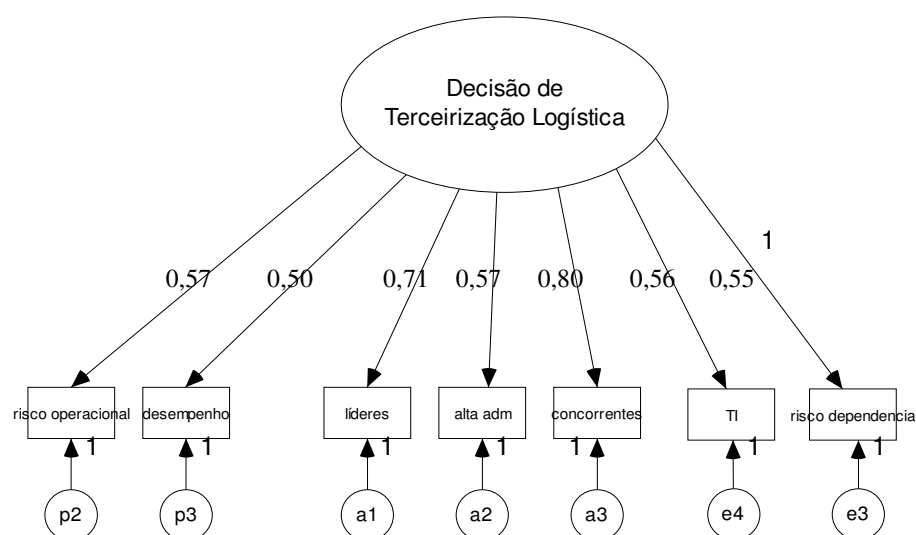 Decisão de
Terceirização Logística
1
0,57 0,50 0,71 0,57 0,80 0,56 0,55
risco operacional desempenho líderes alta adm concorrentes TI risco dependencia
1 1 1 1 1 1 1
p2 p3 a1 a2 a3 e4 e3